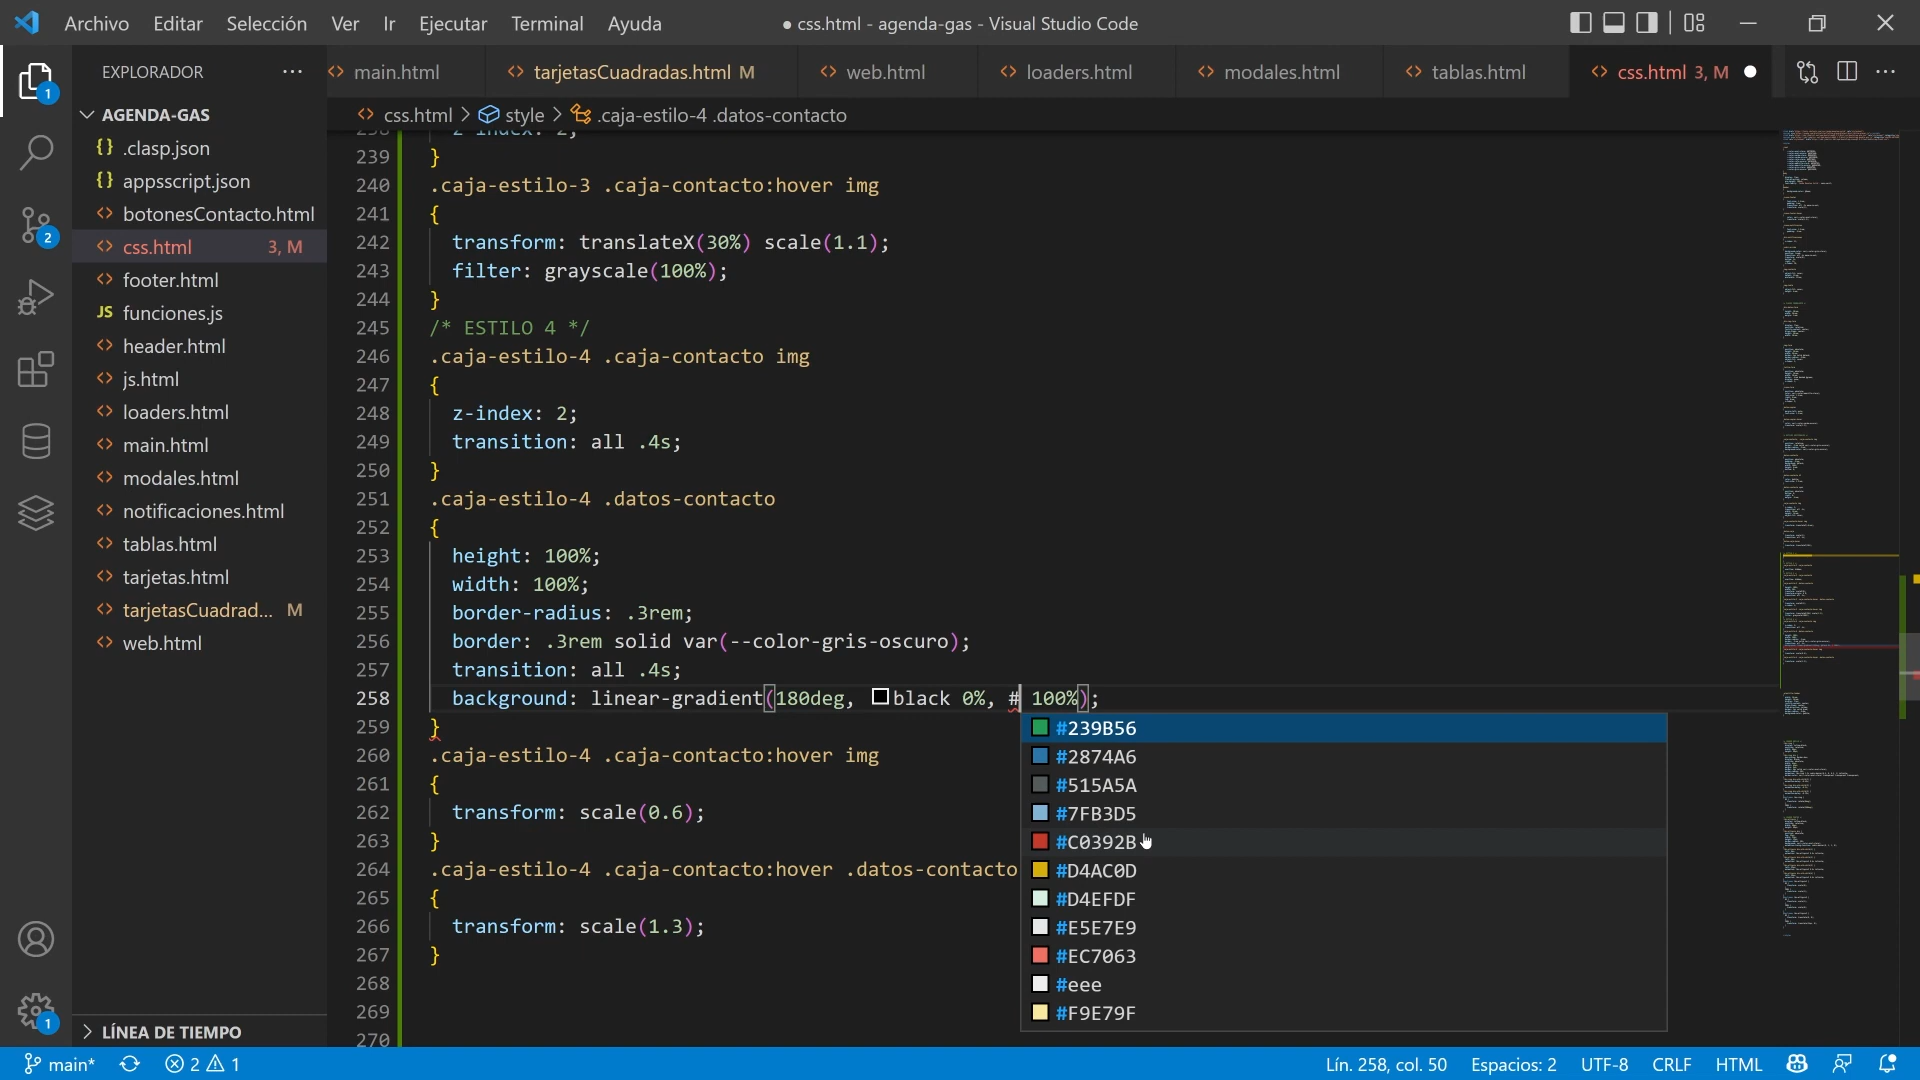 Archivo Editar Selección Ver Ir Ejecutar Terminal Ayuda
● css.html - agenda-gas - Visual Studio Code
EXPLORADOR
main.html
tarjetasCuadradas.html M
web.html
loaders.html
modales.html
tablas.html
css.html 3, M
css.html > style > .caja-estilo-4 .datos-contacto
1
2
1
AGENDA-GAS
.clasp.json
appsscript.json
botonesContacto.html
css.html 3, M
footer.html
JS funciones.js
header.html
js.html
loaders.html
main.html
modales.html
notificaciones.html
tablas.html
tarjetas.html
tarjetasCuadrad... M
web.html
LÍNEA DE TIEMPO
238 z-index: 2;
239 }
240 .caja-estilo-3 .caja-contacto:hover img
241 {
242 transform: translateX(30%) scale(1.1);
243 filter: grayscale(100%);
244 }
245 /* ESTILO 4 */
246 .caja-estilo-4 .caja-contacto img
247 {
248 z-index: 2;
249 transition: all .4s;
250 }
251 .caja-estilo-4 .datos-contacto
252 {
253 height: 100%;
254 width: 100%;
255 border-radius: .3rem;
256 border: .3rem solid var(--color-gris-oscuro);
257 transition: all .4s;
258 background: linear-gradient(180deg, black 0%, # 100%);
259 }
260 .caja-estilo-4 .caja-contacto:hover img
261 {
262 transform: scale(0.6);
263 }
264 .caja-estilo-4 .caja-contacto:hover .datos-contacto
265 {
266 transform: scale(1.3);
267 }
268
269
270
#239B56
#2874A6
#515A5A
#7FB3D5
#C0392B
#D4AC0D
#D4EFDF
#E5E7E9
#EC7063
#eee
#F9E79F
main* 2 1
Lín. 258, col. 50 Espacios: 2 UTF-8 CRLF HTML